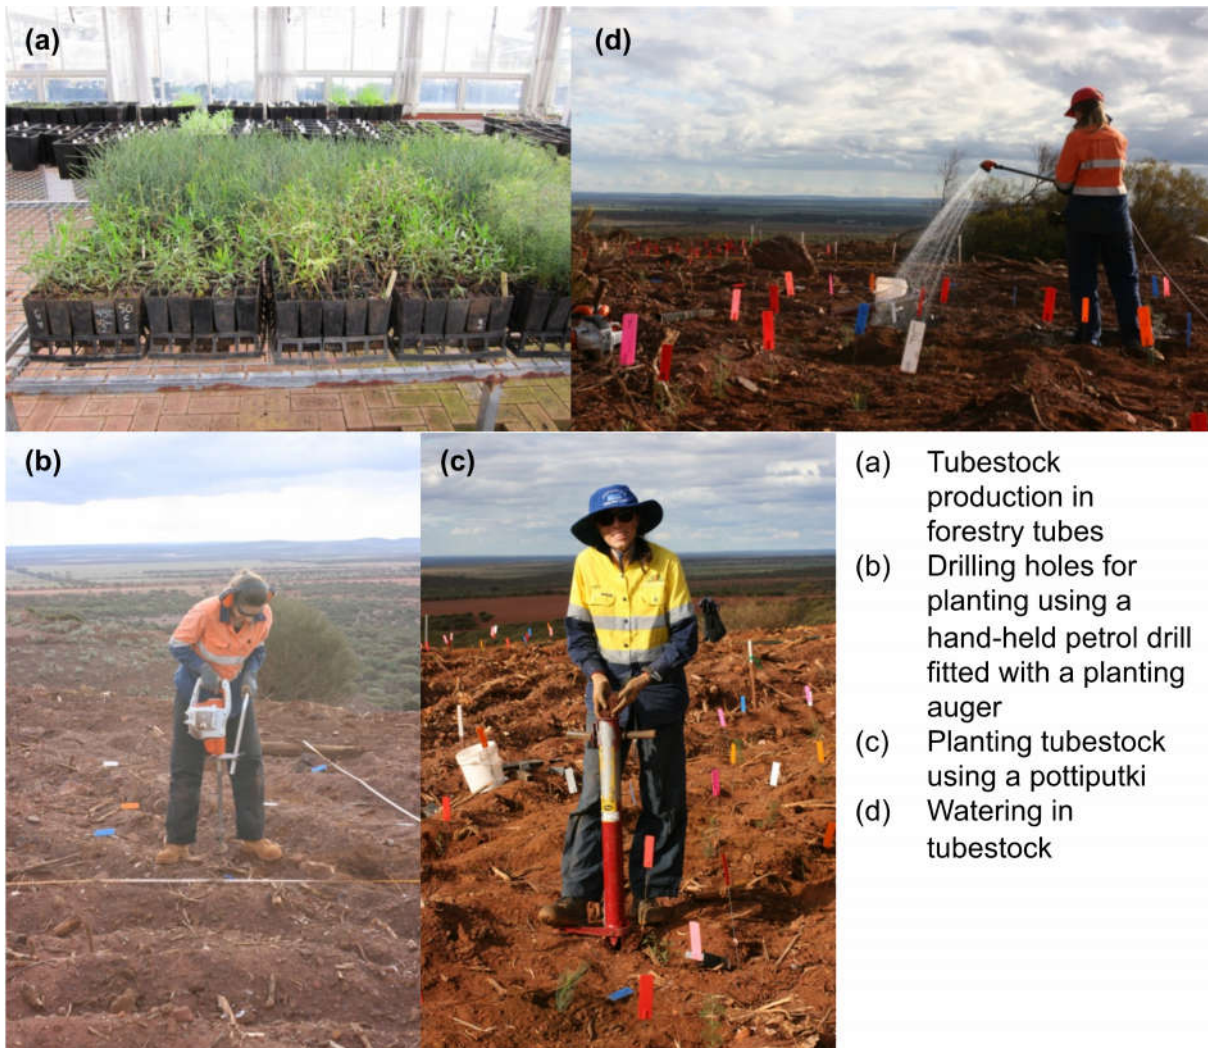 (a)
(d)
(b)
(c)
(a) Tubestock
production in
forestry tubes
(b) Drilling holes for
planting using a
hand-held petrol drill
fitted with a planting
auger
(c) Planting tubestock
using a pottiputki
(d) Watering in
tubestock